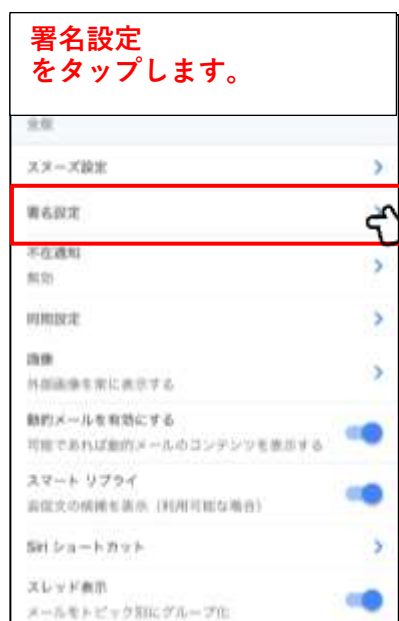 署名設定
をタップします。
全般
スヌーズ設定
署名設定
不在通知
無効
同期設定
画像
外部画像を常に表示する
動的メールを有効にする
可能であれば動的メールのコンテンツを表示する
スマート リプライ
返信文の候補を表示（利用可能な場合）
Siri ショートカット
スレッド表示
メールをトピック別にグループ化